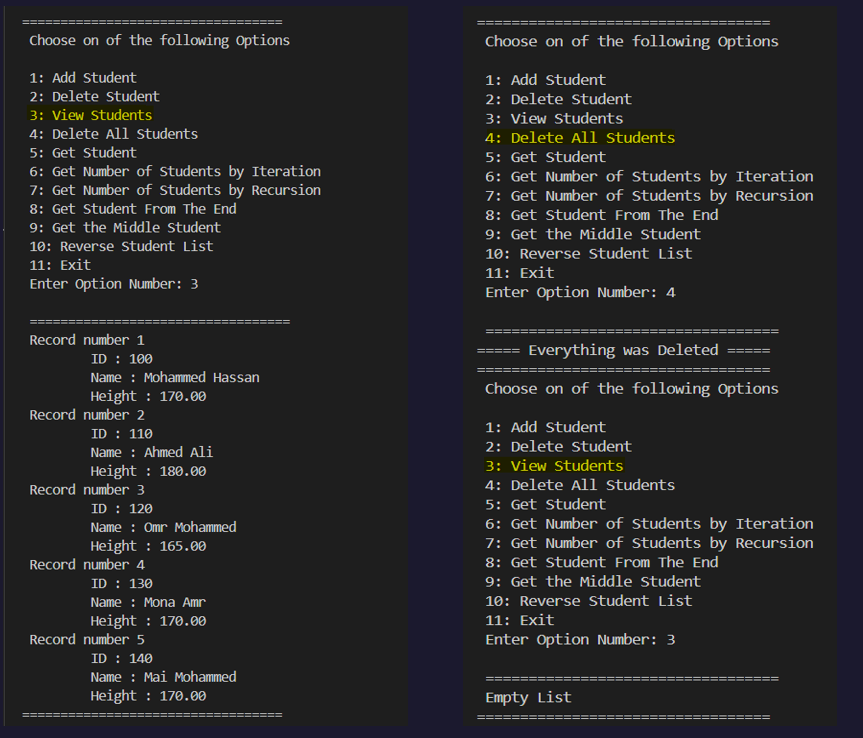 ==================================
Choose on of the following Options
1: Add Student
2: Delete Student
3: View Students
4: Delete All Students
5: Get Student
6: Get Number of Students by Iteration
7: Get Number of Students by Recursion
8: Get Student From The End
9: Get the Middle Student
10: Reverse Student List
11: Exit
Enter Option Number: 3
==================================
Record number 1
ID : 100
Name : Mohammed Hassan
Height : 170.00
Record number 2
ID : 110
Name : Ahmed Ali
Height : 180.00
Record number 3
ID : 120
Name : Omr Mohammed
Height : 165.00
Record number 4
ID : 130
Name : Mona Amr
Height : 170.00
Record number 5
ID : 140
Name : Mai Mohammed
Height : 170.00
==================================
==================================
Choose on of the following Options
1: Add Student
2: Delete Student
3: View Students
4: Delete All Students
5: Get Student
6: Get Number of Students by Iteration
7: Get Number of Students by Recursion
8: Get Student From The End
9: Get the Middle Student
10: Reverse Student List
11: Exit
Enter Option Number: 4
==================================
===== Everything was Deleted =====
==================================
Choose on of the following Options
1: Add Student
2: Delete Student
3: View Students
4: Delete All Students
5: Get Student
6: Get Number of Students by Iteration
7: Get Number of Students by Recursion
8: Get Student From The End
9: Get the Middle Student
10: Reverse Student List
11: Exit
Enter Option Number: 3
==================================
Empty List
==================================